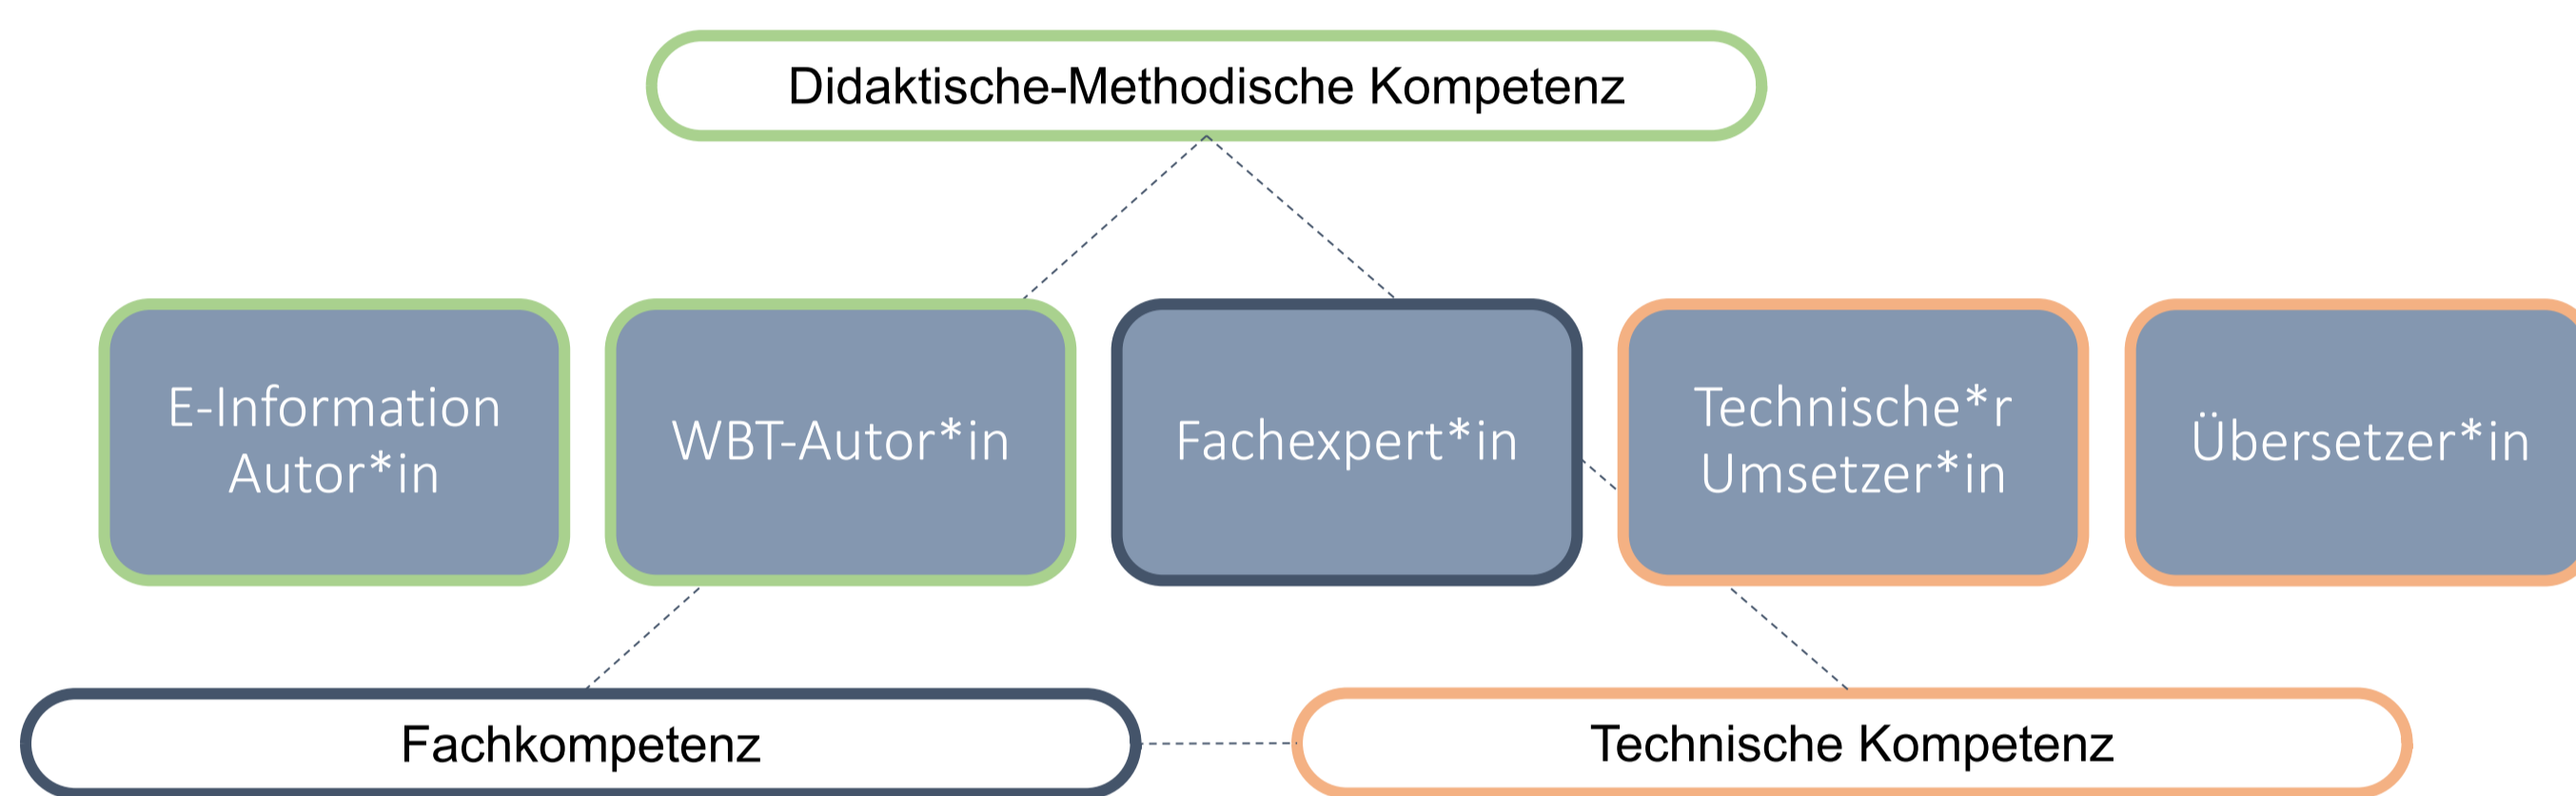 Didaktische-Methodische Kompetenz
E-Information
Autor*in
WBT-Autor*in
Fachexpert*in
Technische*r
Umsetzer*in
Übersetzer*in
Fachkompetenz
Technische Kompetenz